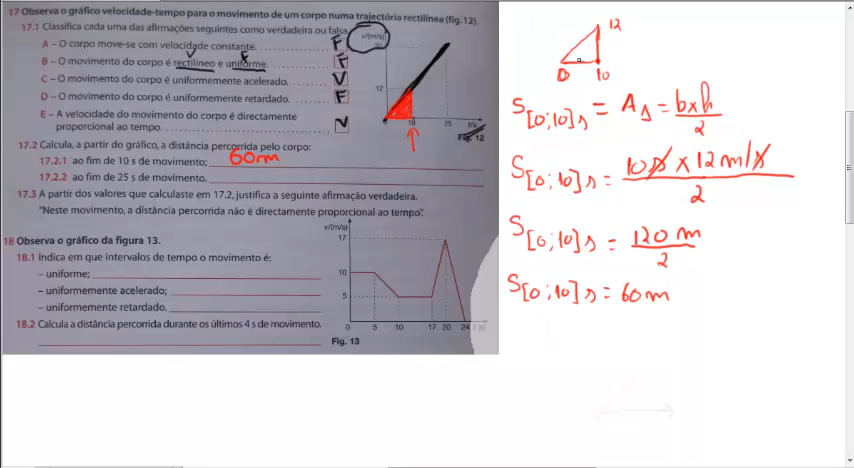 17 Observa o gráfico velocidade-tempo para o movimento de um corpo numa trajectória rectilínea (fig. 12).
17.1 Classifica cada uma das afirmações seguintes como verdadeira ou falsa.
A – O corpo move-se com velocidade constante. F
V F
B – O movimento do corpo é rectilíneo e uniforme. F
C – O movimento do corpo é uniformemente acelerado. V
D – O movimento do corpo é uniformemente retardado. F
E – A velocidade do movimento do corpo é directamente
proporcional ao tempo. V
v/(m/s)
30
12
0 10 25 t/s
Fig. 12
17.2 Calcula, a partir do gráfico, a distância percorrida pelo corpo:
17.2.1 ao fim de 10 s de movimento; 60m
17.2.2 ao fim de 25 s de movimento.
17.3 A partir dos valores que calculaste em 17.2, justifica a seguinte afirmação verdadeira.
"Neste movimento, a distância percorrida não é directamente proporcional ao tempo."
18 Observa o gráfico da figura 13.
18.1 Indica em que intervalos de tempo o movimento é:
– uniforme;
– uniformemente acelerado;
– uniformemente retardado.
18.2 Calcula a distância percorrida durante os últimos 4 s de movimento.
v/(m/s)
17
10
5
0 5 10 17 20 24 t (s)
Fig. 13
12
0 10
S[0;10]s = A△ = bxh/2
S[0;10]s = 10s x 12m/s/2
S[0;10]s = 120 m/2
S[0;10]s = 60m